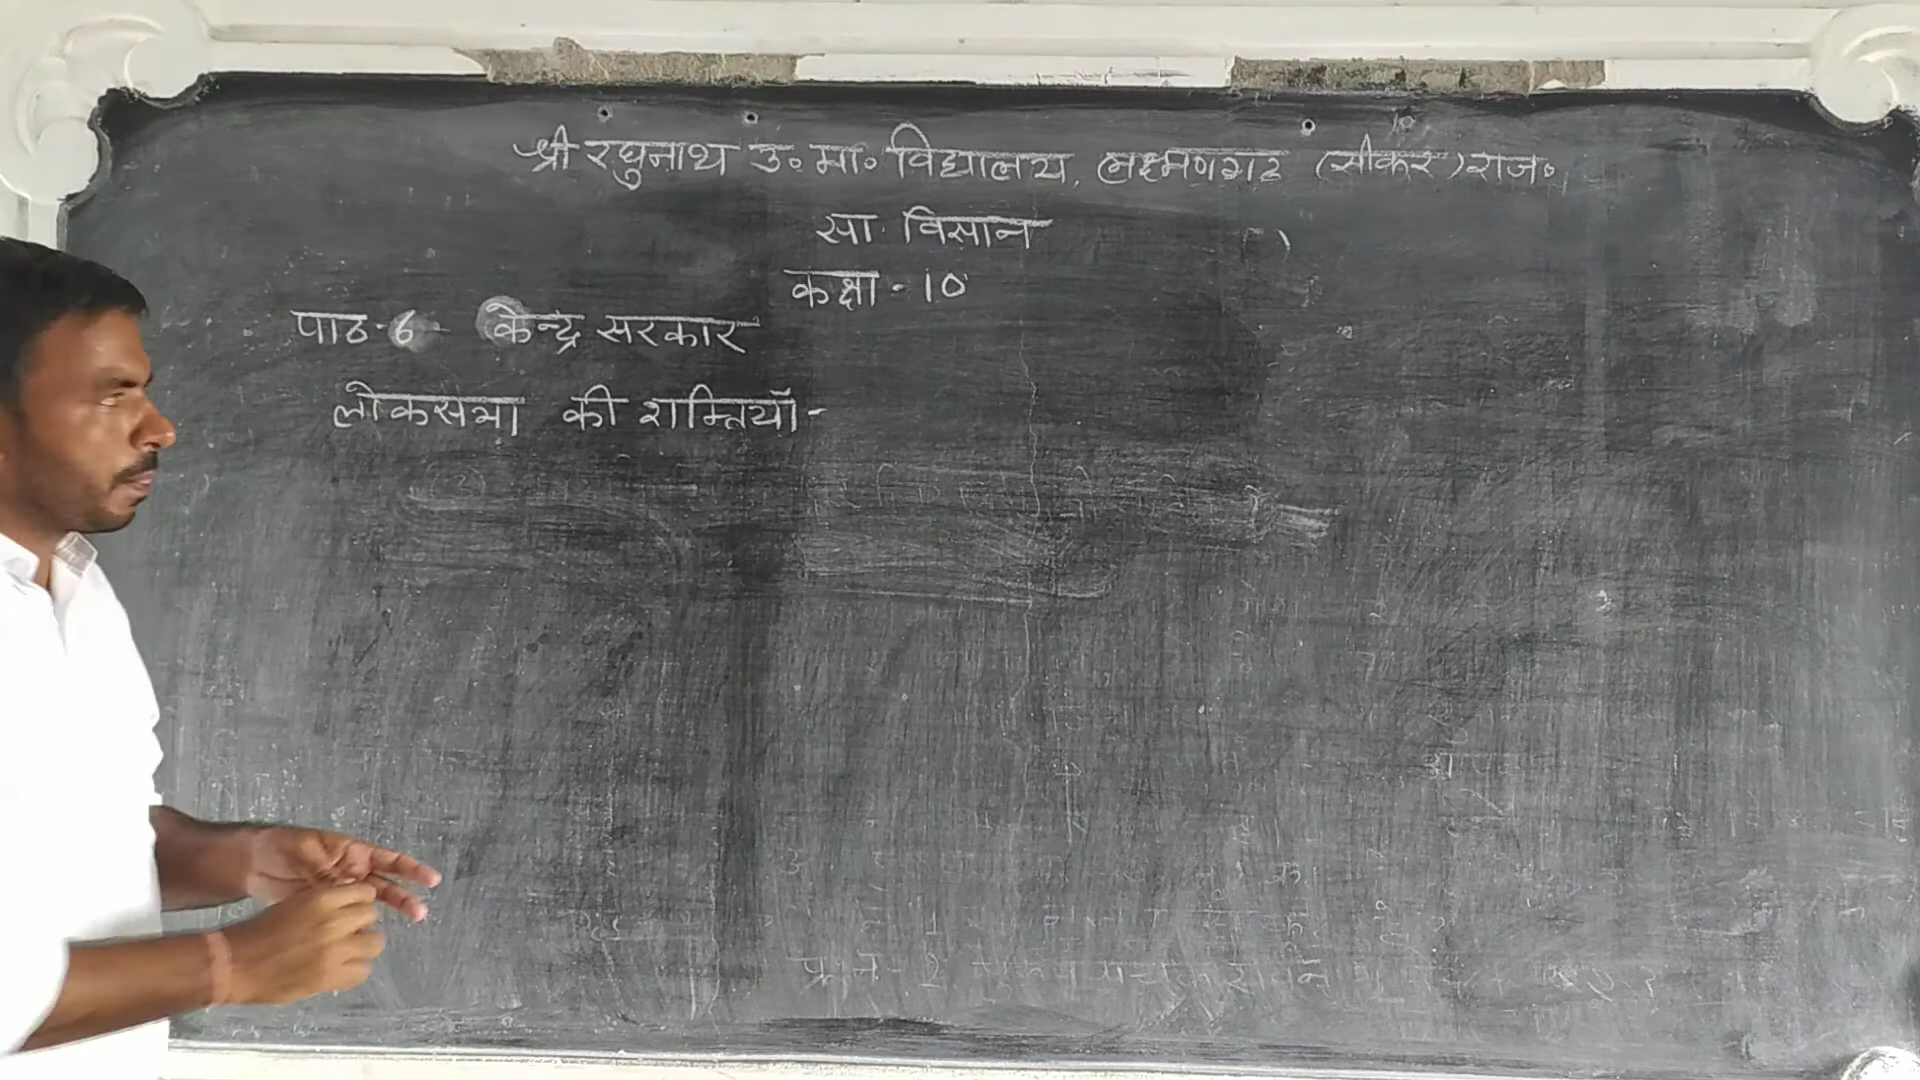 श्री रघुनाथ उ॰ मा॰ विद्यालय, लक्ष्मणगढ (सीकर) राज॰
सा. विज्ञान
कक्षा - 10
पाठ-6- केन्द्र सरकार
लोकसभा की शक्तियाँ-